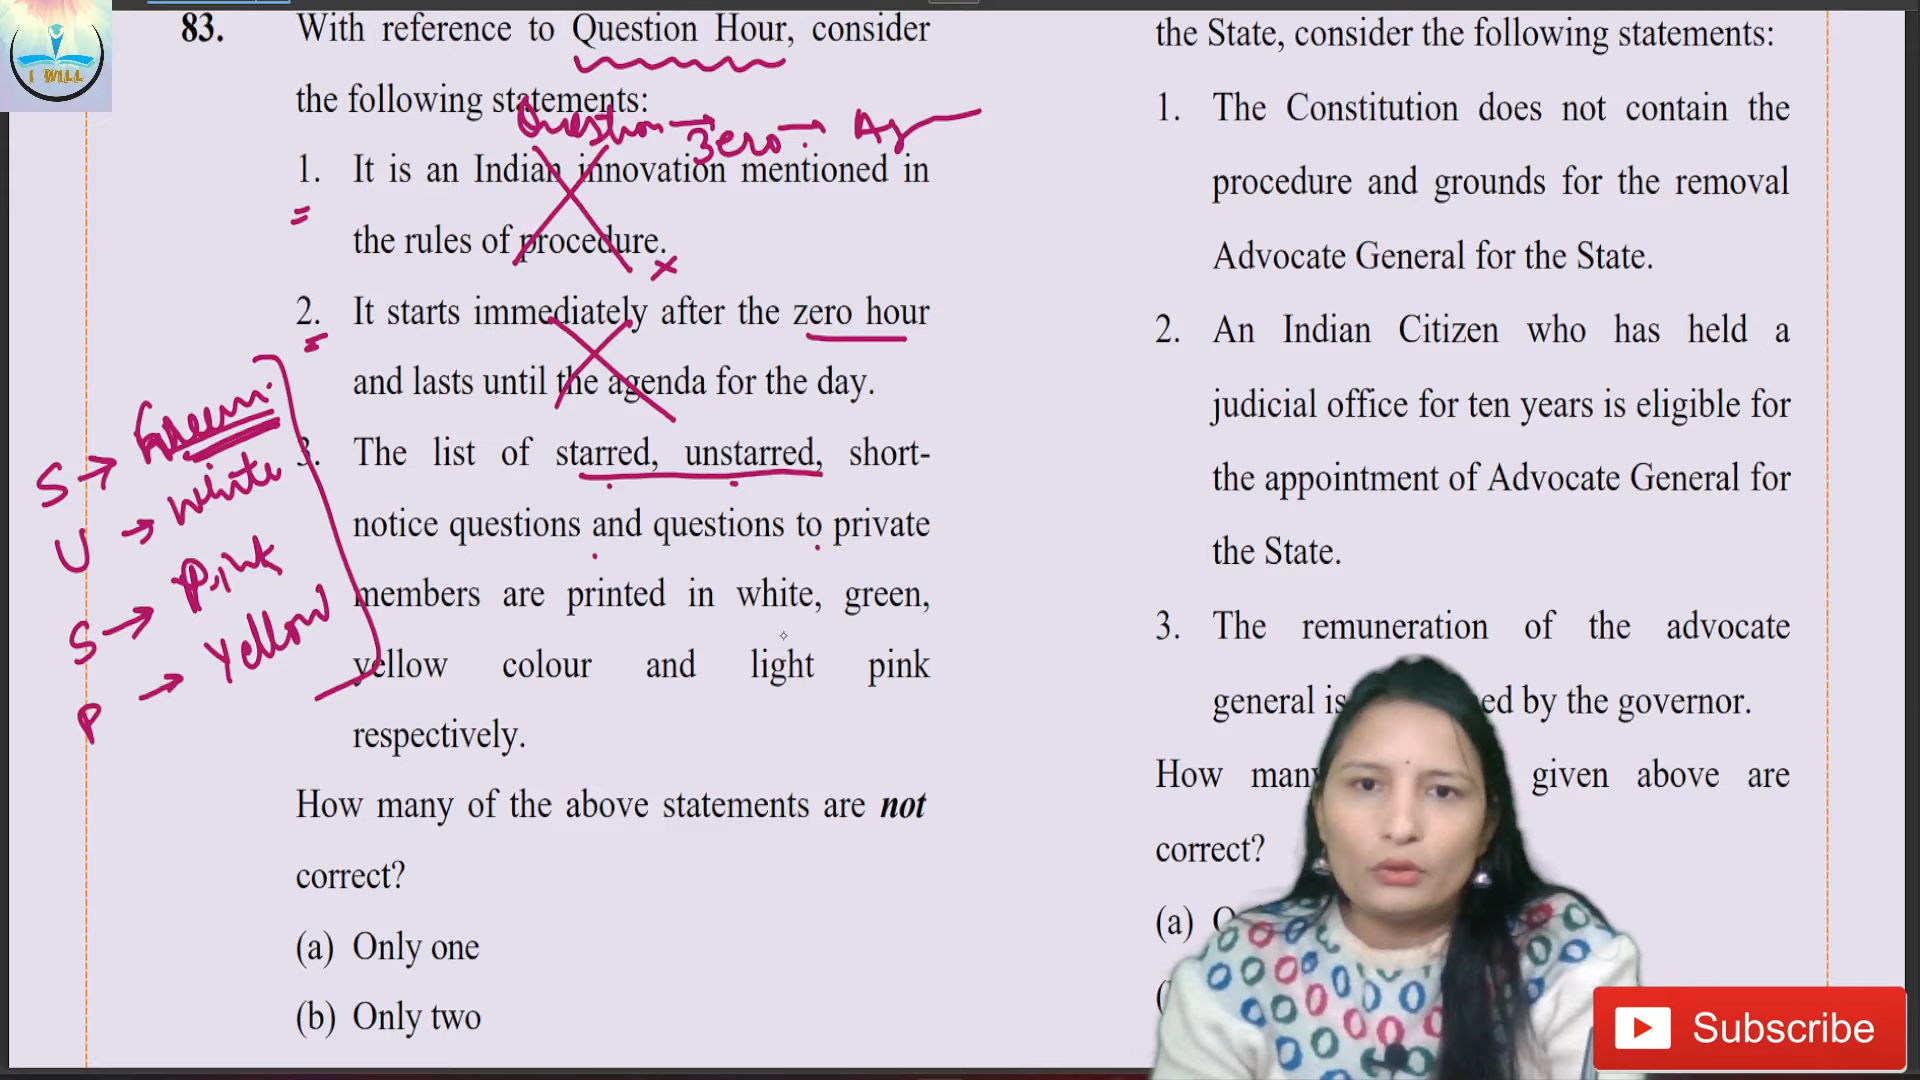 I WILL
83. With reference to Question Hour, consider
the following statements:
Question → Zero → Ag
1. It is an Indian innovation mentioned in
the rules of procedure.
2. It starts immediately after the zero hour
and lasts until the agenda for the day.
3. The list of starred, unstarred, short-
notice questions and questions to private
members are printed in white, green,
yellow colour and light pink
respectively.
S → Green
U → white
S → Pink
P → Yellow
How many of the above statements are not
correct?
(a) Only one
(b) Only two
the State, consider the following statements:
1. The Constitution does not contain the
procedure and grounds for the removal
Advocate General for the State.
2. An Indian Citizen who has held a
judicial office for ten years is eligible for
the appointment of Advocate General for
the State.
3. The remuneration of the advocate
general is ed by the governor.
How many given above are
correct?
(a)
Subscribe